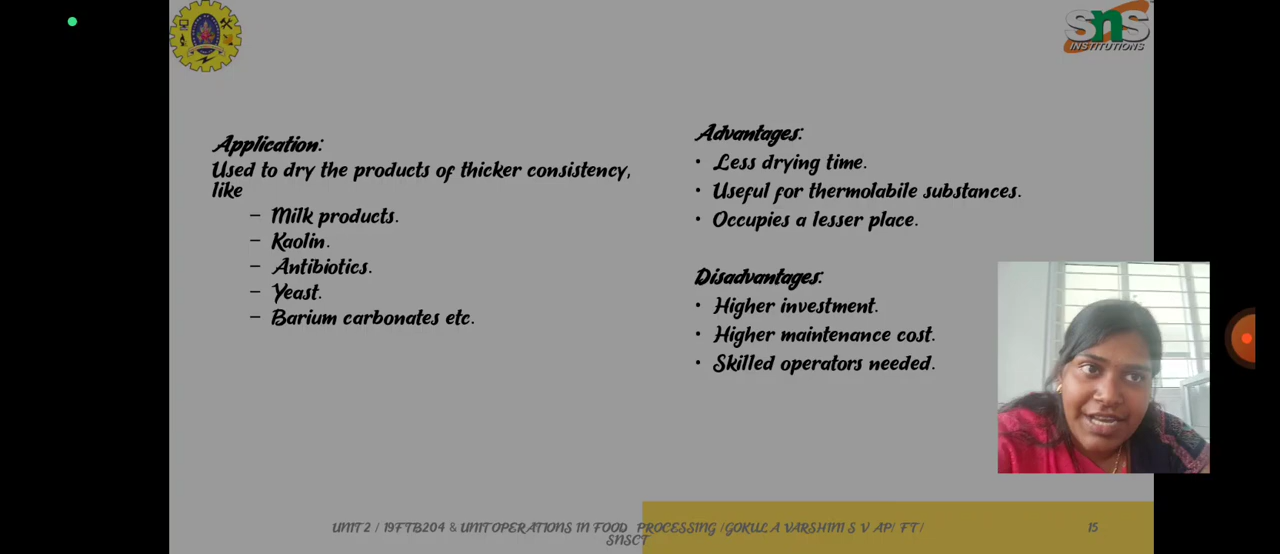 SNS
INSTITUTIONS
Application:
Used to dry the products of thicker consistency,
like
– Milk products.
– Kaolin.
– Antibiotics.
– Yeast.
– Barium carbonates etc.
Advantages:
• Less drying time.
• Useful for thermolabile substances.
• Occupies a lesser place.
Disadvantages:
• Higher investment.
• Higher maintenance cost.
• Skilled operators needed.
UNIT 2 / 19FTB204 & UNIT OPERATIONS IN FOOD PROCESSING /GOKULA VARSHINI S V AP/ FT/
SNSCT
15